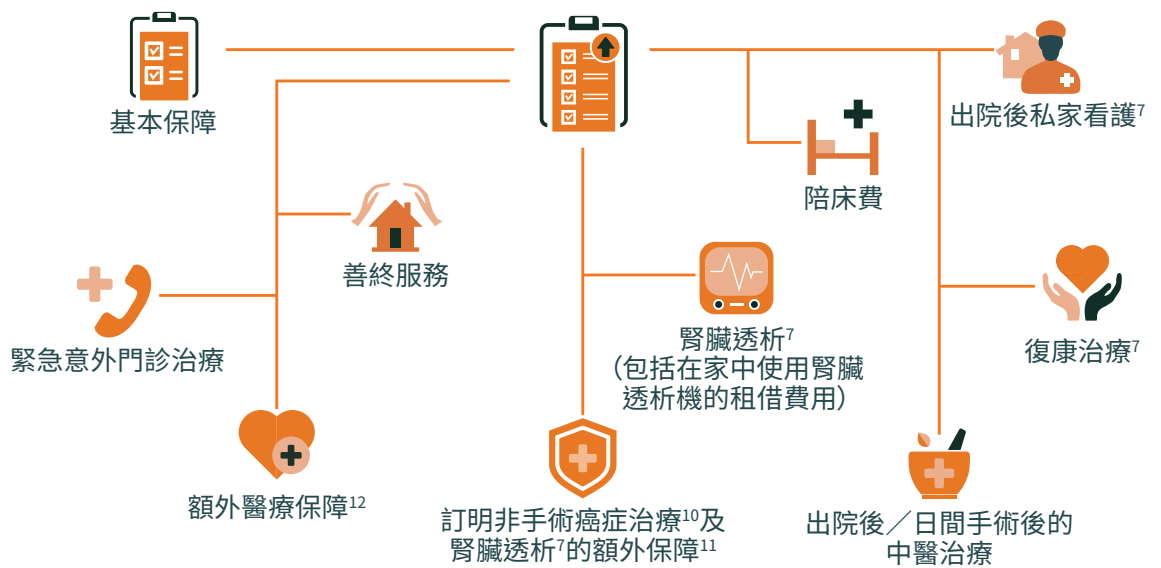 基本保障
出院後私家看護⁷
陪床費
善終服務
緊急意外門診治療
腎臟透析⁷
（包括在家中使用腎臟
透析機的租借費用）
復康治療⁷
額外醫療保障¹²
訂明非手術癌症治療¹⁰及
腎臟透析⁷的額外保障¹¹
出院後／日間手術後的
中醫治療